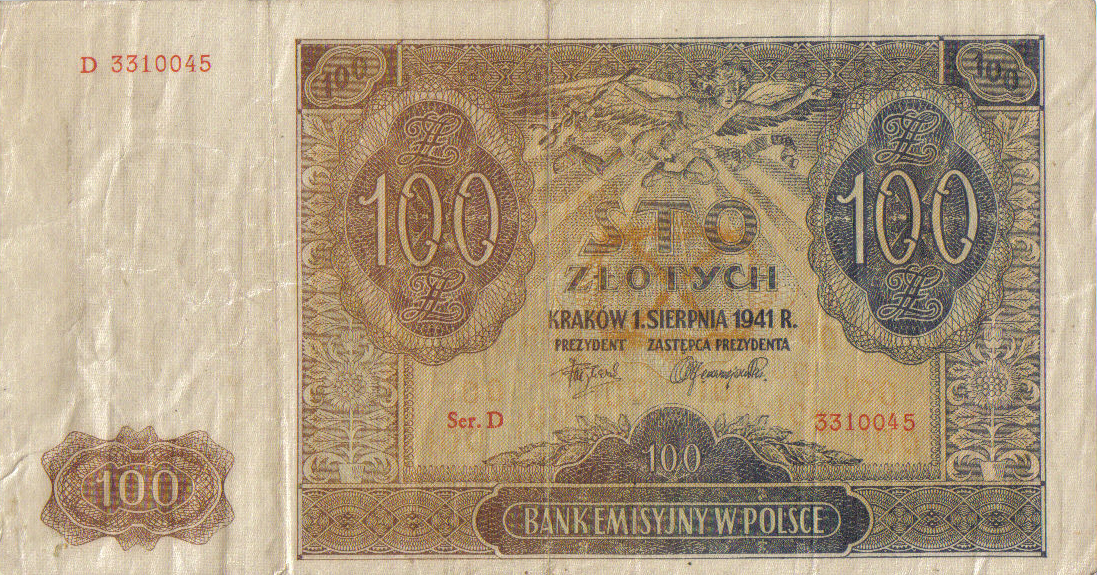 D 3310045
100
100
100
100
STO
ZŁOTYCH
KRAKÓW 1.SIERPNIA 1941 R.
PREZYDENT ZASTĘPCA PREZYDENTA
Ser. D
3310045
100
100
BANK EMISYJNY W POLSCE